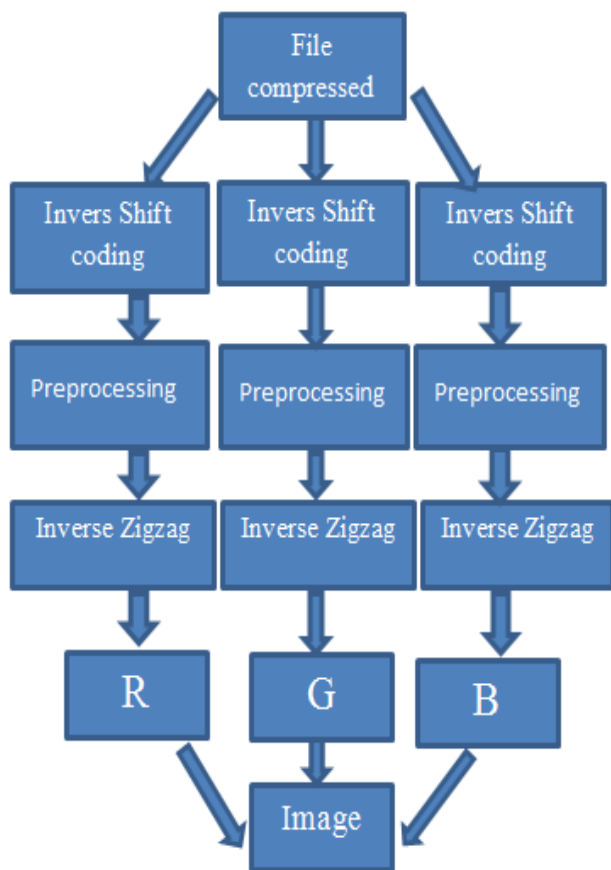 File
compressed
Invers Shift
coding
Invers Shift
coding
Invers Shift
coding
Preprocessing
Preprocessing
Preprocessing
Inverse Zigzag
Inverse Zigzag
Inverse Zigzag
R
G
B
Image